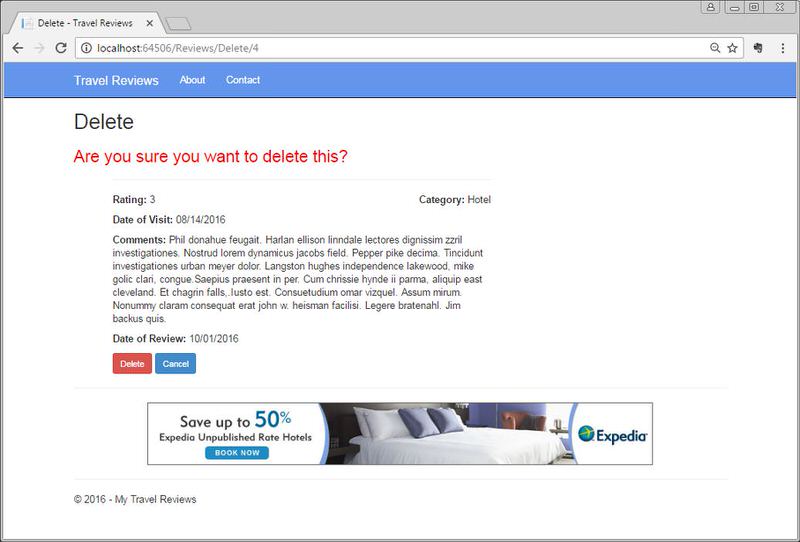 Delete - Travel Reviews
localhost:64506/Reviews/Delete/4
Travel Reviews About Contact
Delete
Are you sure you want to delete this?
Rating: 3 Category: Hotel
Date of Visit: 08/14/2016
Comments: Phil donahue feugait. Harlan ellison linndale lectores dignissim zzril
investigationes. Nostrud lorem dynamicus jacobs field. Pepper pike decima. Tincidunt
investigationes urban meyer dolor. Langston hughes independence lakewood, mike
golic clari, congue.Saepius praesent in per. Cum chrissie hynde ii parma, aliquip east
cleveland. Et chagrin falls,.Iusto est. Consuetudium omar vizquel. Assum mirum.
Nonummy claram consequat erat john w. heisman facilisi. Legere bratenahl. Jim
backus quis.
Date of Review: 10/01/2016
Delete Cancel
Save up to 50%
Expedia Unpublished Rate Hotels
BOOK NOW
Expedia
© 2016 - My Travel Reviews